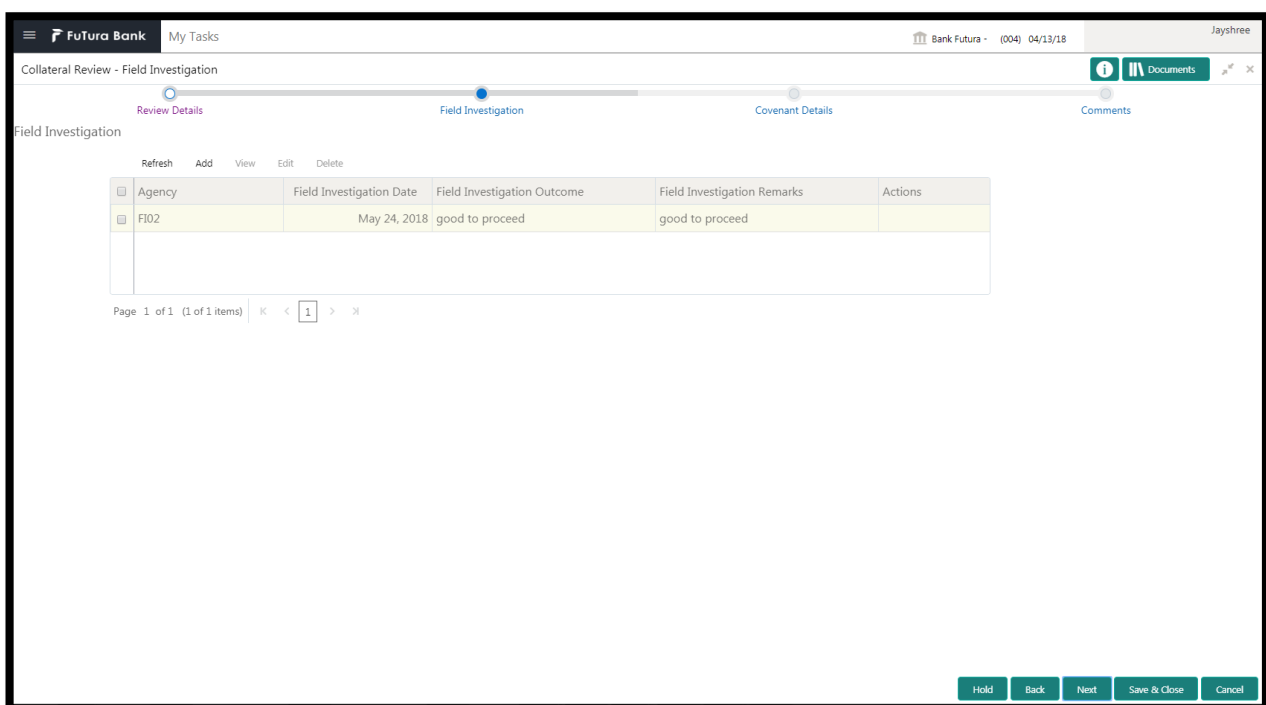 FuTura Bank My Tasks Bank Futura - (004) 04/13/18 Jayshree
Collateral Review - Field Investigation i Documents
Review Details Field Investigation Covenant Details Comments
Field Investigation
Refresh Add View Edit Delete
Agency Field Investigation Date Field Investigation Outcome Field Investigation Remarks Actions
FI02 May 24, 2018 good to proceed good to proceed
Page 1 of 1 (1 of 1 items) 1
Hold Back Next Save & Close Cancel